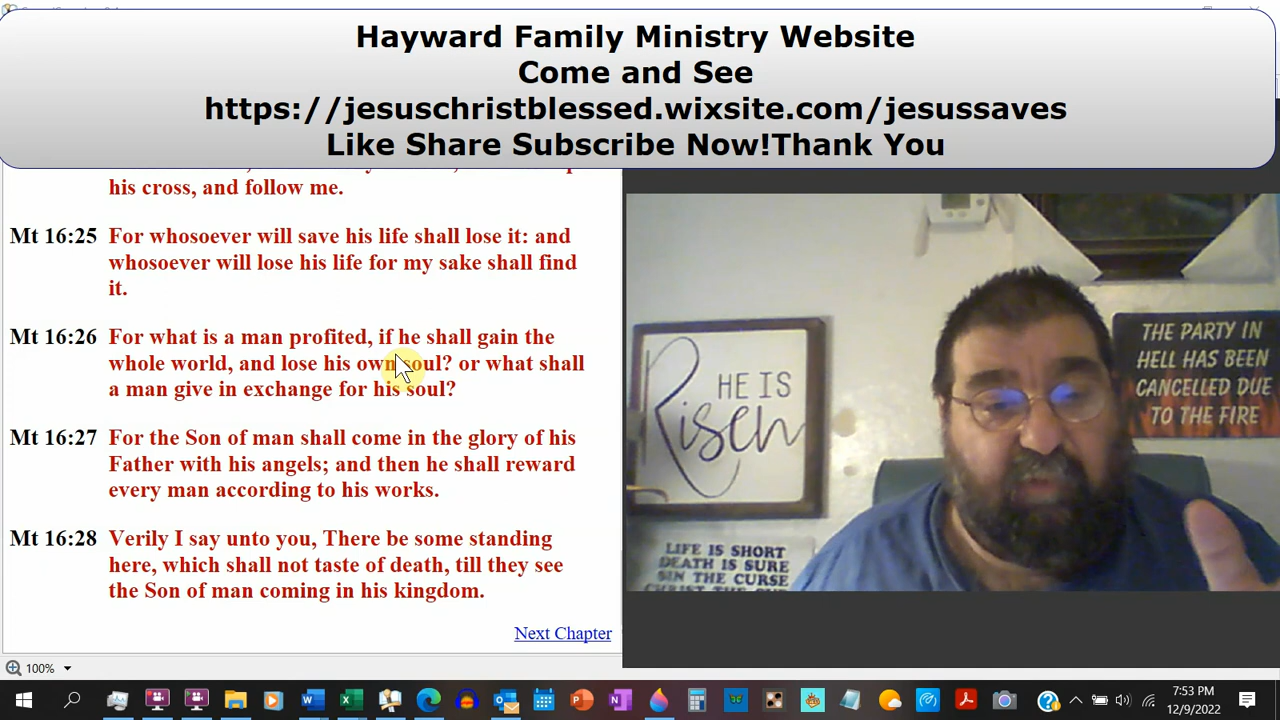 Hayward Family Ministry Website
Come and See
https://jesuschristblessed.wixsite.com/jesussaves
Like Share Subscribe Now!Thank You
his cross, and follow me.
Mt 16:25 For whosoever will save his life shall lose it: and
whosoever will lose his life for my sake shall find
it.
Mt 16:26 For what is a man profited, if he shall gain the
whole world, and lose his own soul? or what shall
a man give in exchange for his soul?
Mt 16:27 For the Son of man shall come in the glory of his
Father with his angels; and then he shall reward
every man according to his works.
Mt 16:28 Verily I say unto you, There be some standing
here, which shall not taste of death, till they see
the Son of man coming in his kingdom.
Next Chapter
100%
HE IS
Risen
THE PARTY IN
HELL HAS BEEN
CANCELLED DUE
TO THE FIRE
LIFE IS SHORT
DEATH IS SURE
SIN THE CURSE
7:53 PM
12/9/2022